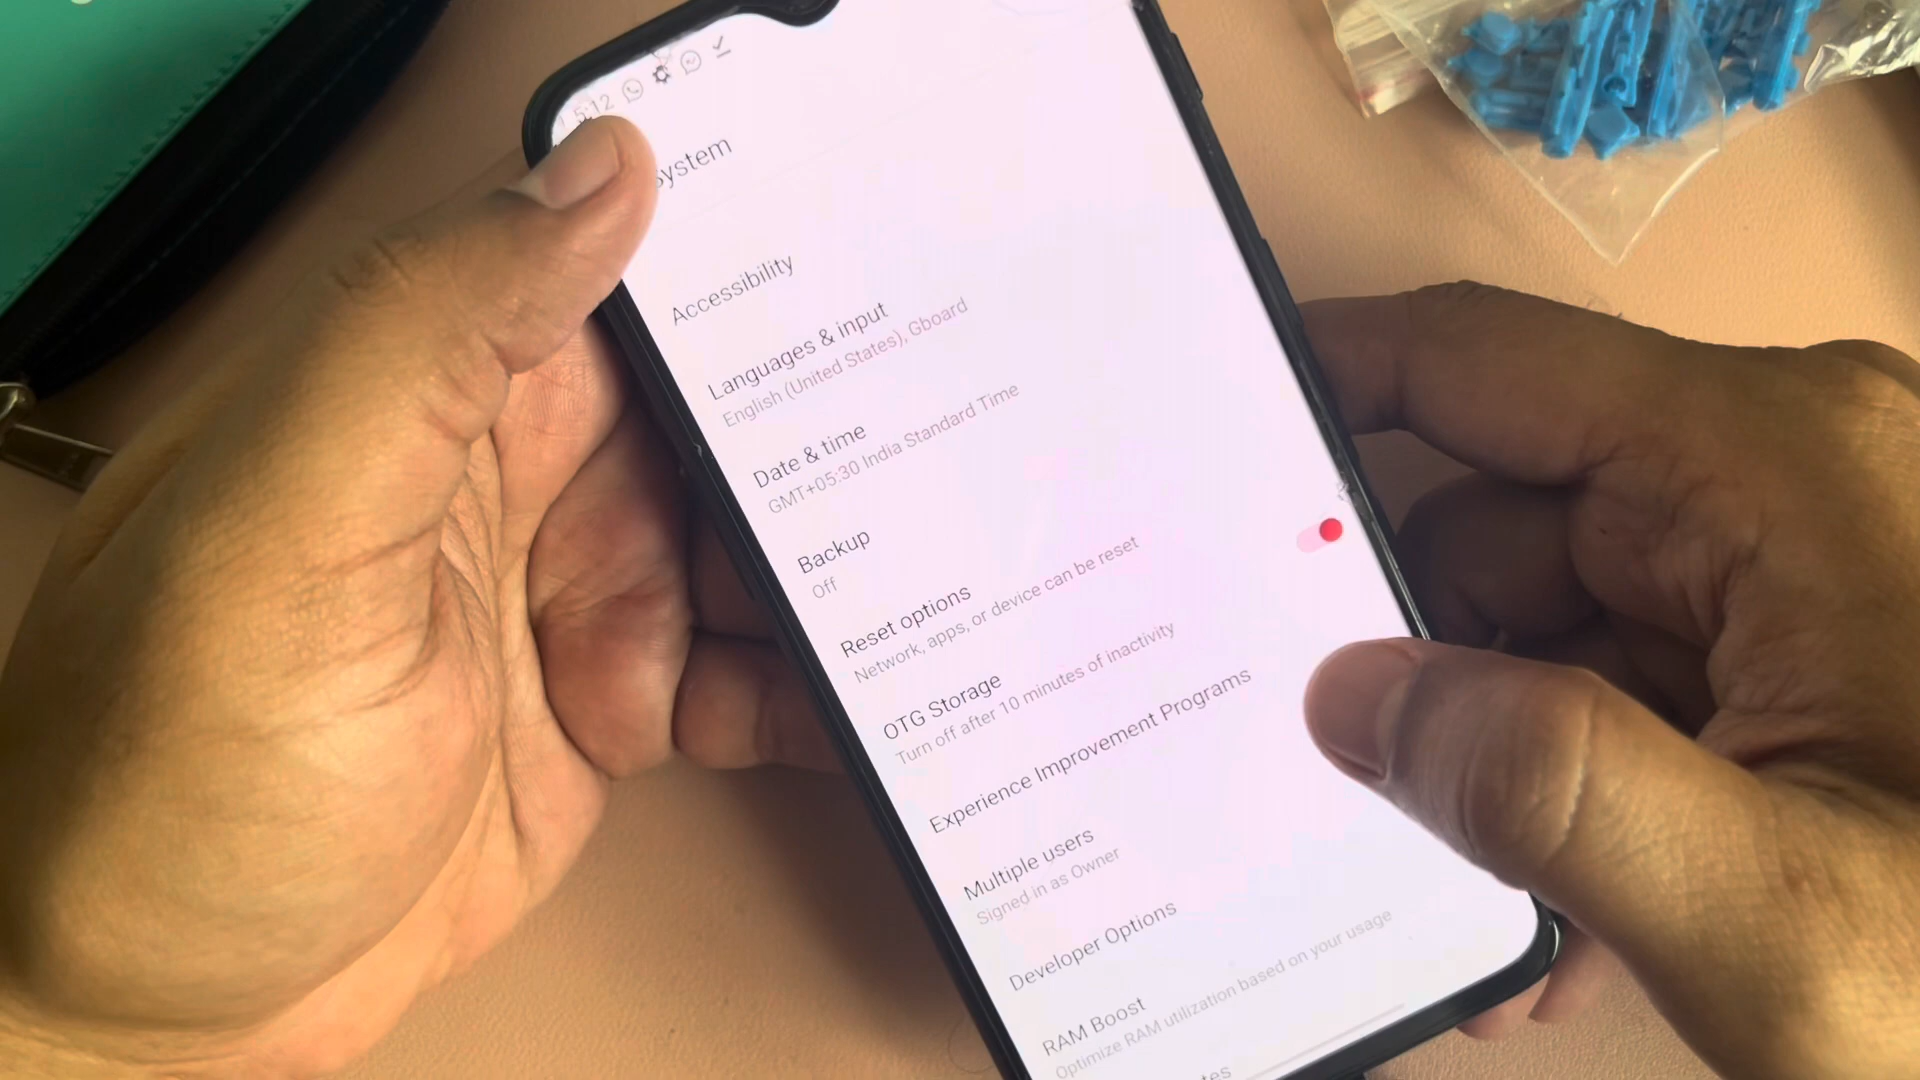 5:12
System
Accessibility
Languages & input
English (United States), Gboard
Date & time
GMT+05:30 India Standard Time
Backup
Off
Reset options
Network, apps, or device can be reset
OTG Storage
Turn off after 10 minutes of inactivity
Experience Improvement Programs
Multiple users
Signed in as Owner
Developer Options
RAM Boost
Optimize RAM utilization based on your usage